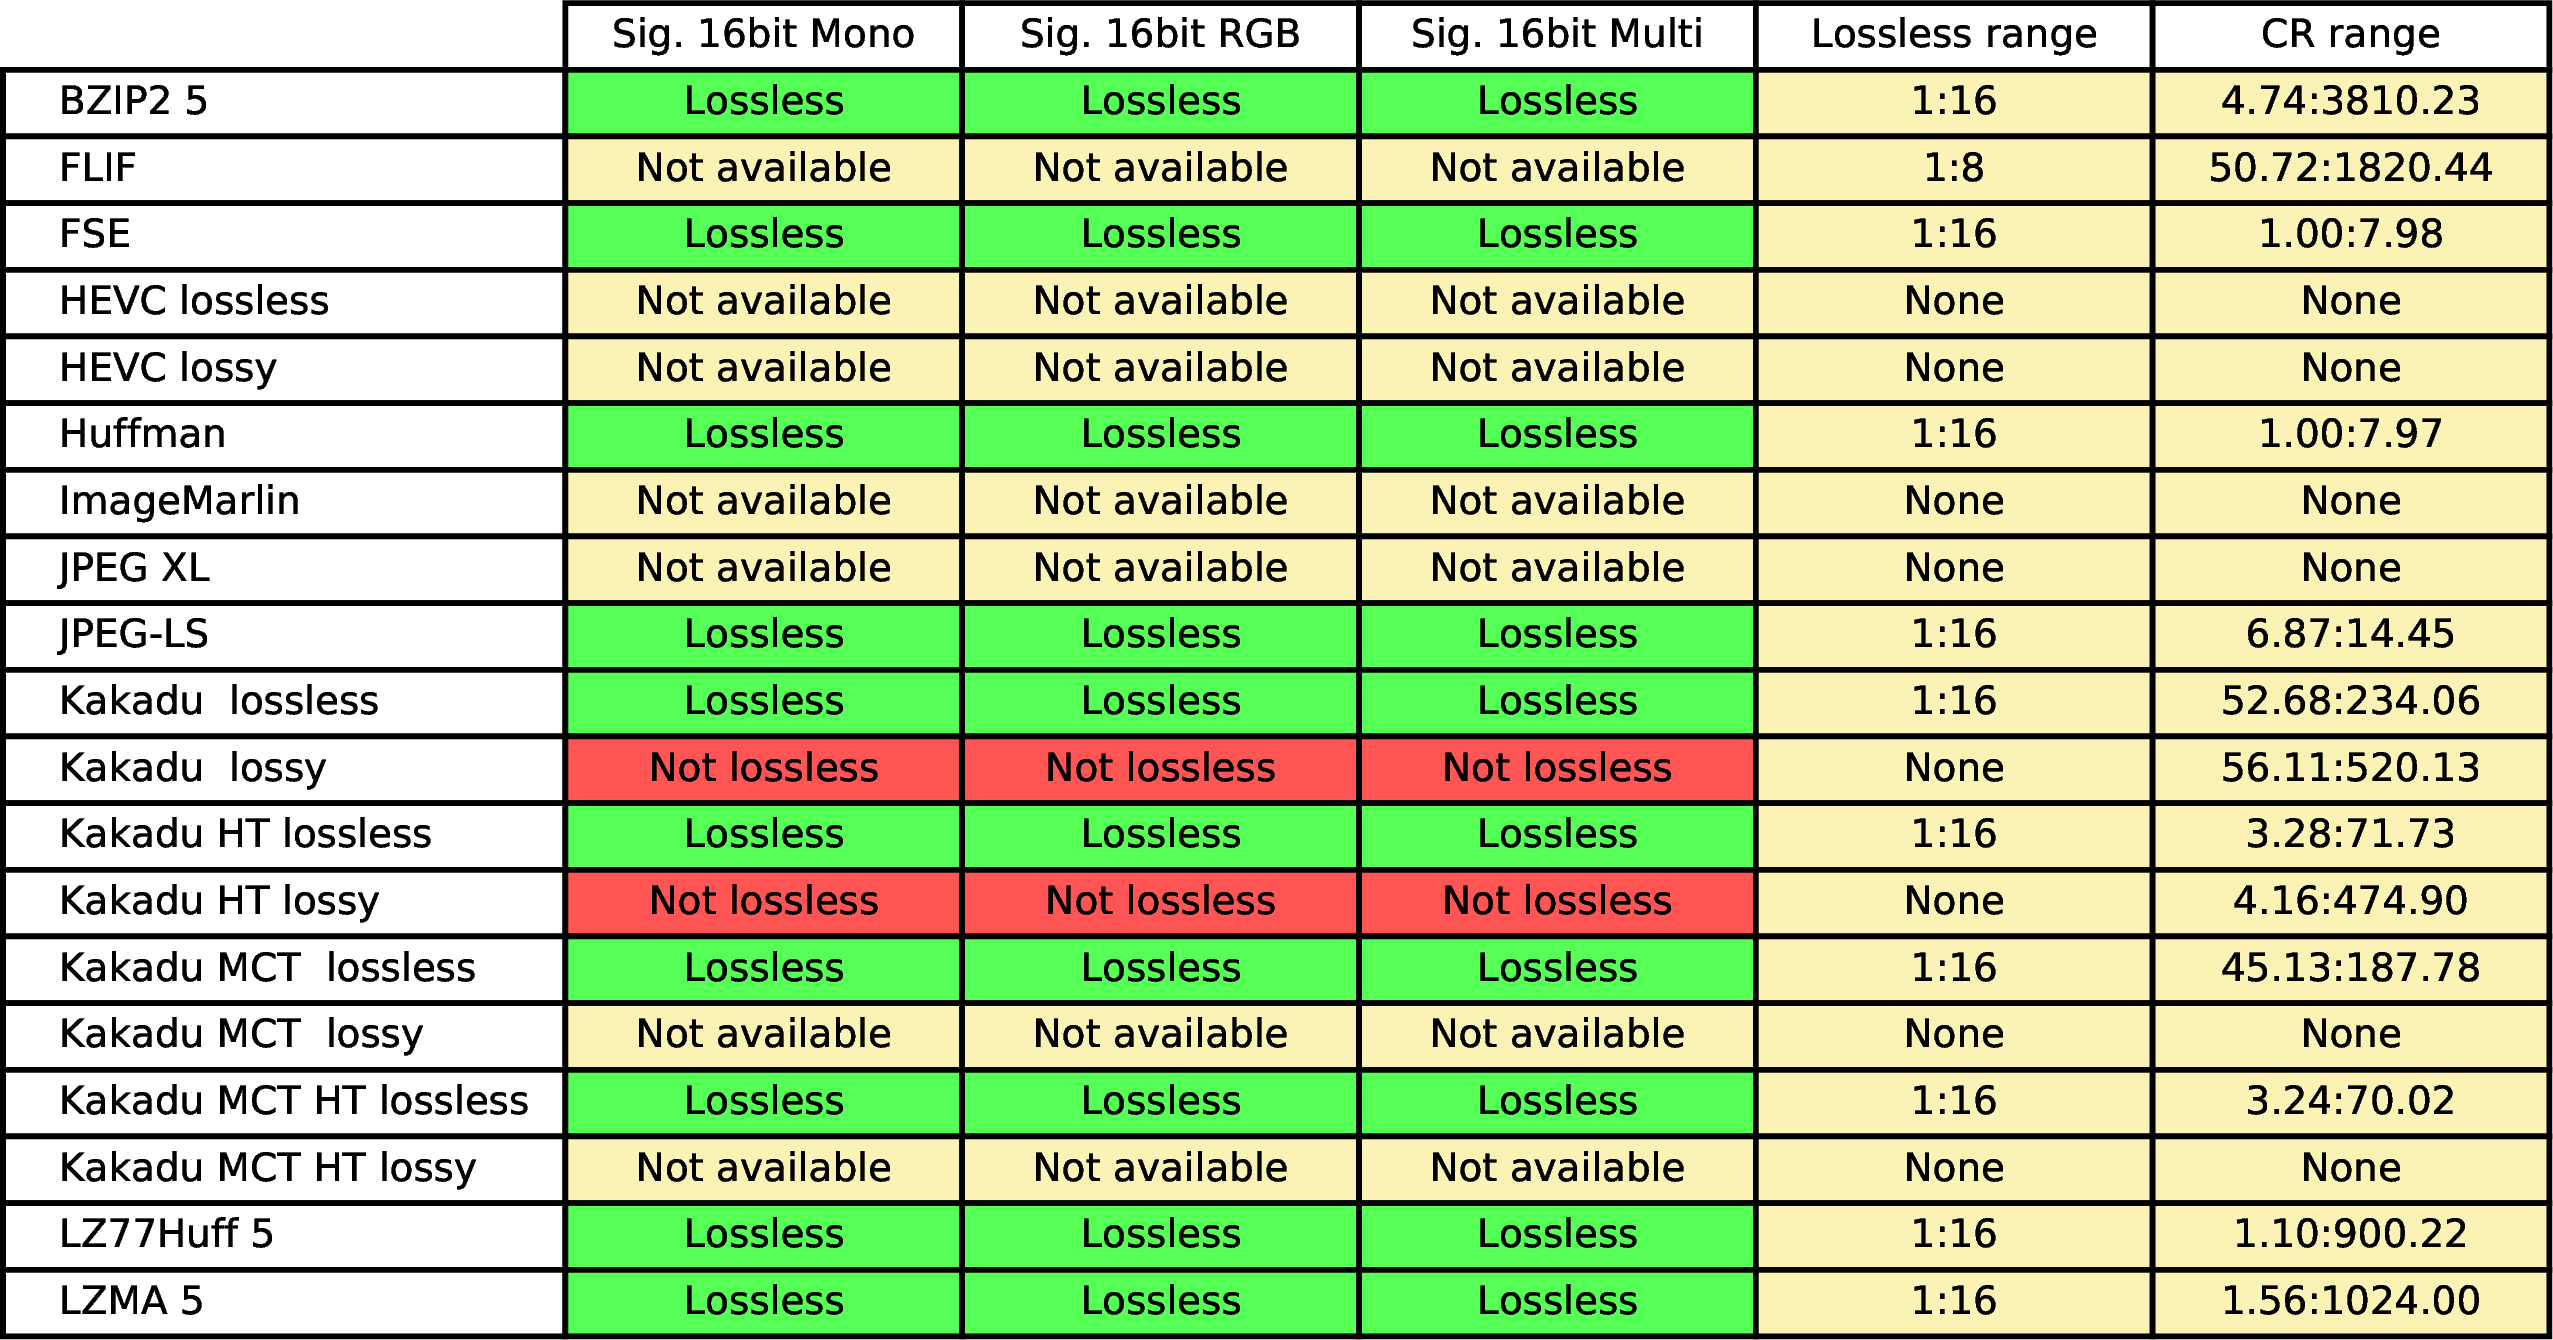 Sig. 16bit Mono Sig. 16bit RGB Sig. 16bit Multi Lossless range CR range
BZIP2 5 Lossless Lossless Lossless 1:16 4.74:3810.23
FLIF Not available Not available Not available 1:8 50.72:1820.44
FSE Lossless Lossless Lossless 1:16 1.00:7.98
HEVC lossless Not available Not available Not available None None
HEVC lossy Not available Not available Not available None None
Huffman Lossless Lossless Lossless 1:16 1.00:7.97
ImageMarlin Not available Not available Not available None None
JPEG XL Not available Not available Not available None None
JPEG-LS Lossless Lossless Lossless 1:16 6.87:14.45
Kakadu  lossless Lossless Lossless Lossless 1:16 52.68:234.06
Kakadu  lossy Not lossless Not lossless Not lossless None 56.11:520.13
Kakadu HT lossless Lossless Lossless Lossless 1:16 3.28:71.73
Kakadu HT lossy Not lossless Not lossless Not lossless None 4.16:474.90
Kakadu MCT  lossless Lossless Lossless Lossless 1:16 45.13:187.78
Kakadu MCT  lossy Not available Not available Not available None None
Kakadu MCT HT lossless Lossless Lossless Lossless 1:16 3.24:70.02
Kakadu MCT HT lossy Not available Not available Not available None None
LZ77Huff 5 Lossless Lossless Lossless 1:16 1.10:900.22
LZMA 5 Lossless Lossless Lossless 1:16 1.56:1024.00